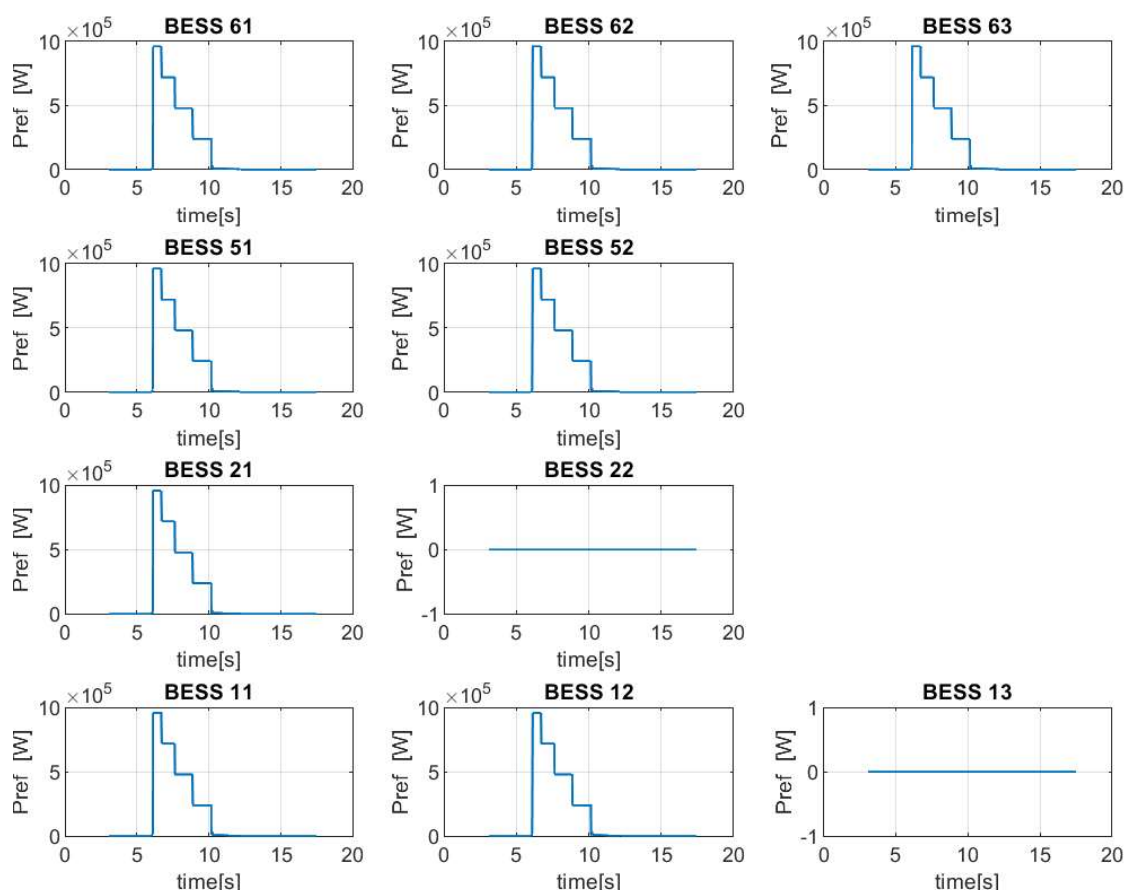 BESS 61
×10^5
10
5
0
Pref [W]
0 5 10 15 20
time[s]
BESS 62
×10^5
10
5
0
Pref [W]
0 5 10 15 20
time[s]
BESS 63
×10^5
10
5
0
Pref [W]
0 5 10 15 20
time[s]
BESS 51
×10^5
10
5
0
Pref [W]
0 5 10 15 20
time[s]
BESS 52
×10^5
10
5
0
Pref [W]
0 5 10 15 20
time[s]
BESS 21
×10^5
10
5
0
Pref [W]
0 5 10 15 20
time[s]
BESS 22
1
0
-1
Pref [W]
0 5 10 15 20
time[s]
BESS 11
×10^5
10
5
0
Pref [W]
0 5 10 15 20
time[s]
BESS 12
×10^5
10
5
0
Pref [W]
0 5 10 15 20
time[s]
BESS 13
1
0
-1
Pref [W]
0 5 10 15 20
time[s]